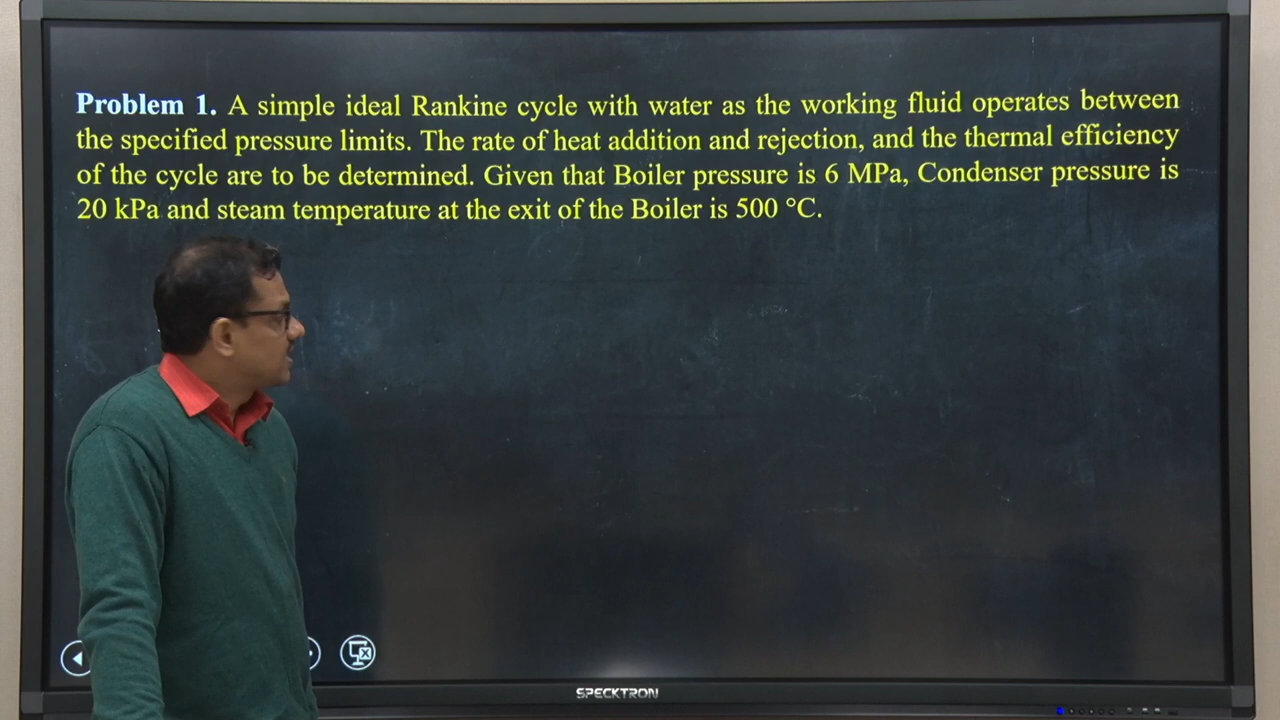 Problem 1. A simple ideal Rankine cycle with water as the working fluid operates between
the specified pressure limits. The rate of heat addition and rejection, and the thermal efficiency
of the cycle are to be determined. Given that Boiler pressure is 6 MPa, Condenser pressure is
20 kPa and steam temperature at the exit of the Boiler is 500 °C.
SPECKTRON